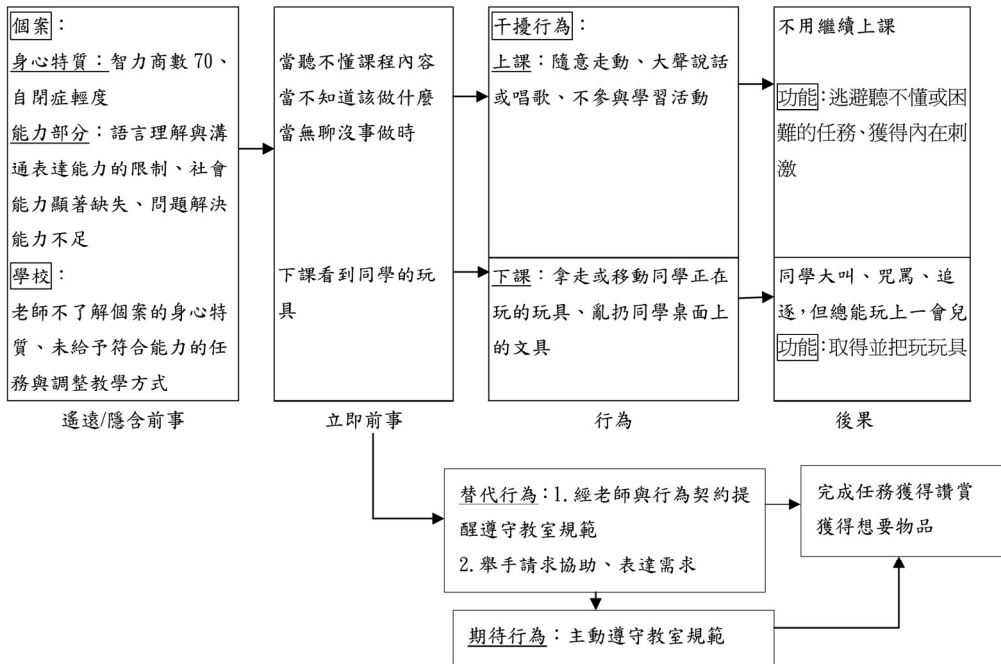 個案：
身心特質：智力商數 70、
自閉症輕度
能力部分：語言理解與溝
通表達能力的限制、社會
能力顯著缺失、問題解決
能力不足
學校：
老師不了解個案的身心特
質、未給予符合能力的任
務與調整教學方式
遙遠/隱含前事
當聽不懂課程內容
當不知道該做什麼
當無聊沒事做時
下課看到同學的玩
具
立即前事
干擾行為：
上課：隨意走動、大聲說話
或唱歌、不參與學習活動
下課：拿走或移動同學正在
玩的玩具、亂扔同學桌面上
的文具
行為
不用繼續上課
功能：逃避聽不懂或困
難的任務、獲得內在刺
激
同學大叫、咒罵、追
逐，但總能玩上一會兒
功能：取得並把玩玩具
後果
替代行為：1.經老師與行為契約提
醒遵守教室規範
2.舉手請求協助、表達需求
完成任務獲得讚賞
獲得想要物品
期待行為：主動遵守教室規範